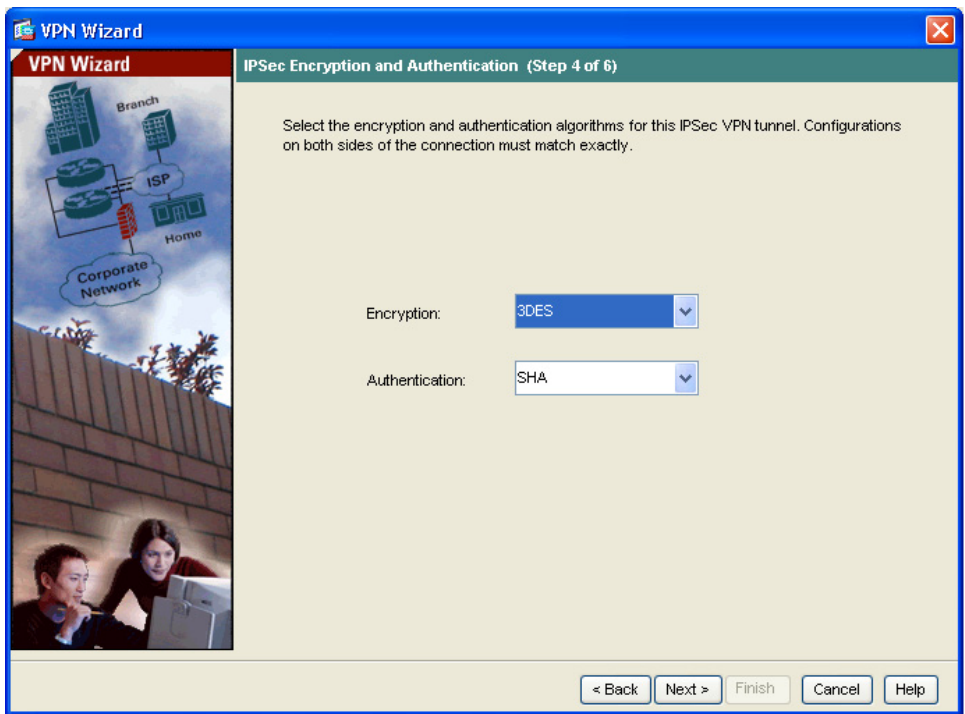 VPN Wizard
VPN Wizard
Branch
ISP
Home
Corporate
Network
IPSec Encryption and Authentication (Step 4 of 6)
Select the encryption and authentication algorithms for this IPSec VPN tunnel. Configurations
on both sides of the connection must match exactly.
Encryption: 3DES
Authentication: SHA
< Back Next > Finish Cancel Help